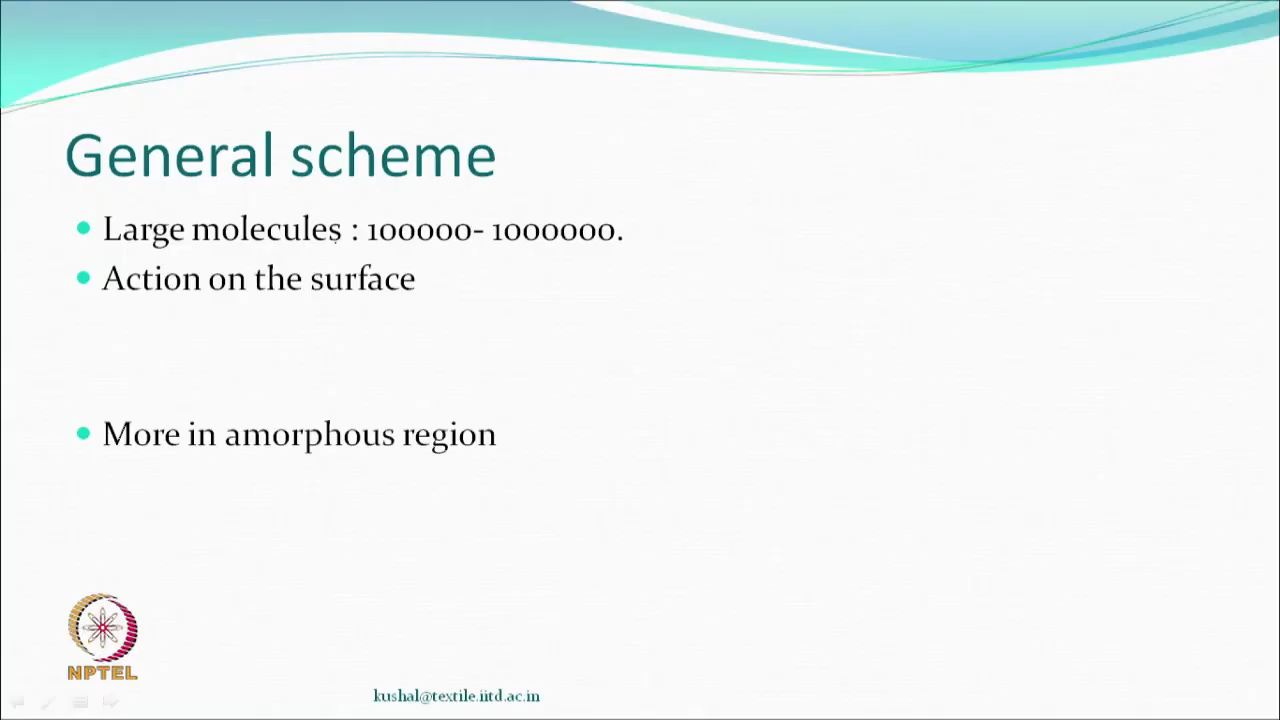 General scheme
Large molecules : 100000- 1000000.
Action on the surface
More in amorphous region
NPTEL
kushal@textile.iitd.ac.in